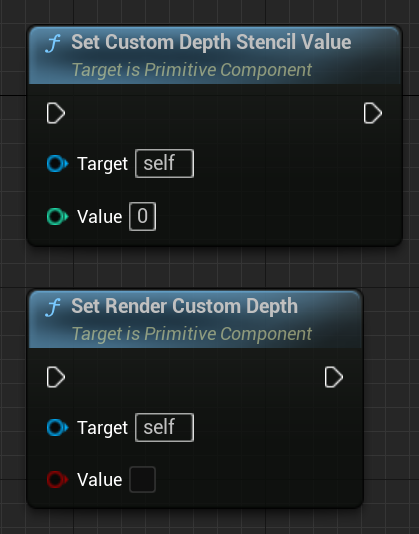 f Set Custom Depth Stencil Value
Target is Primitive Component
Target self
Value 0
f Set Render Custom Depth
Target is Primitive Component
Target self
Value